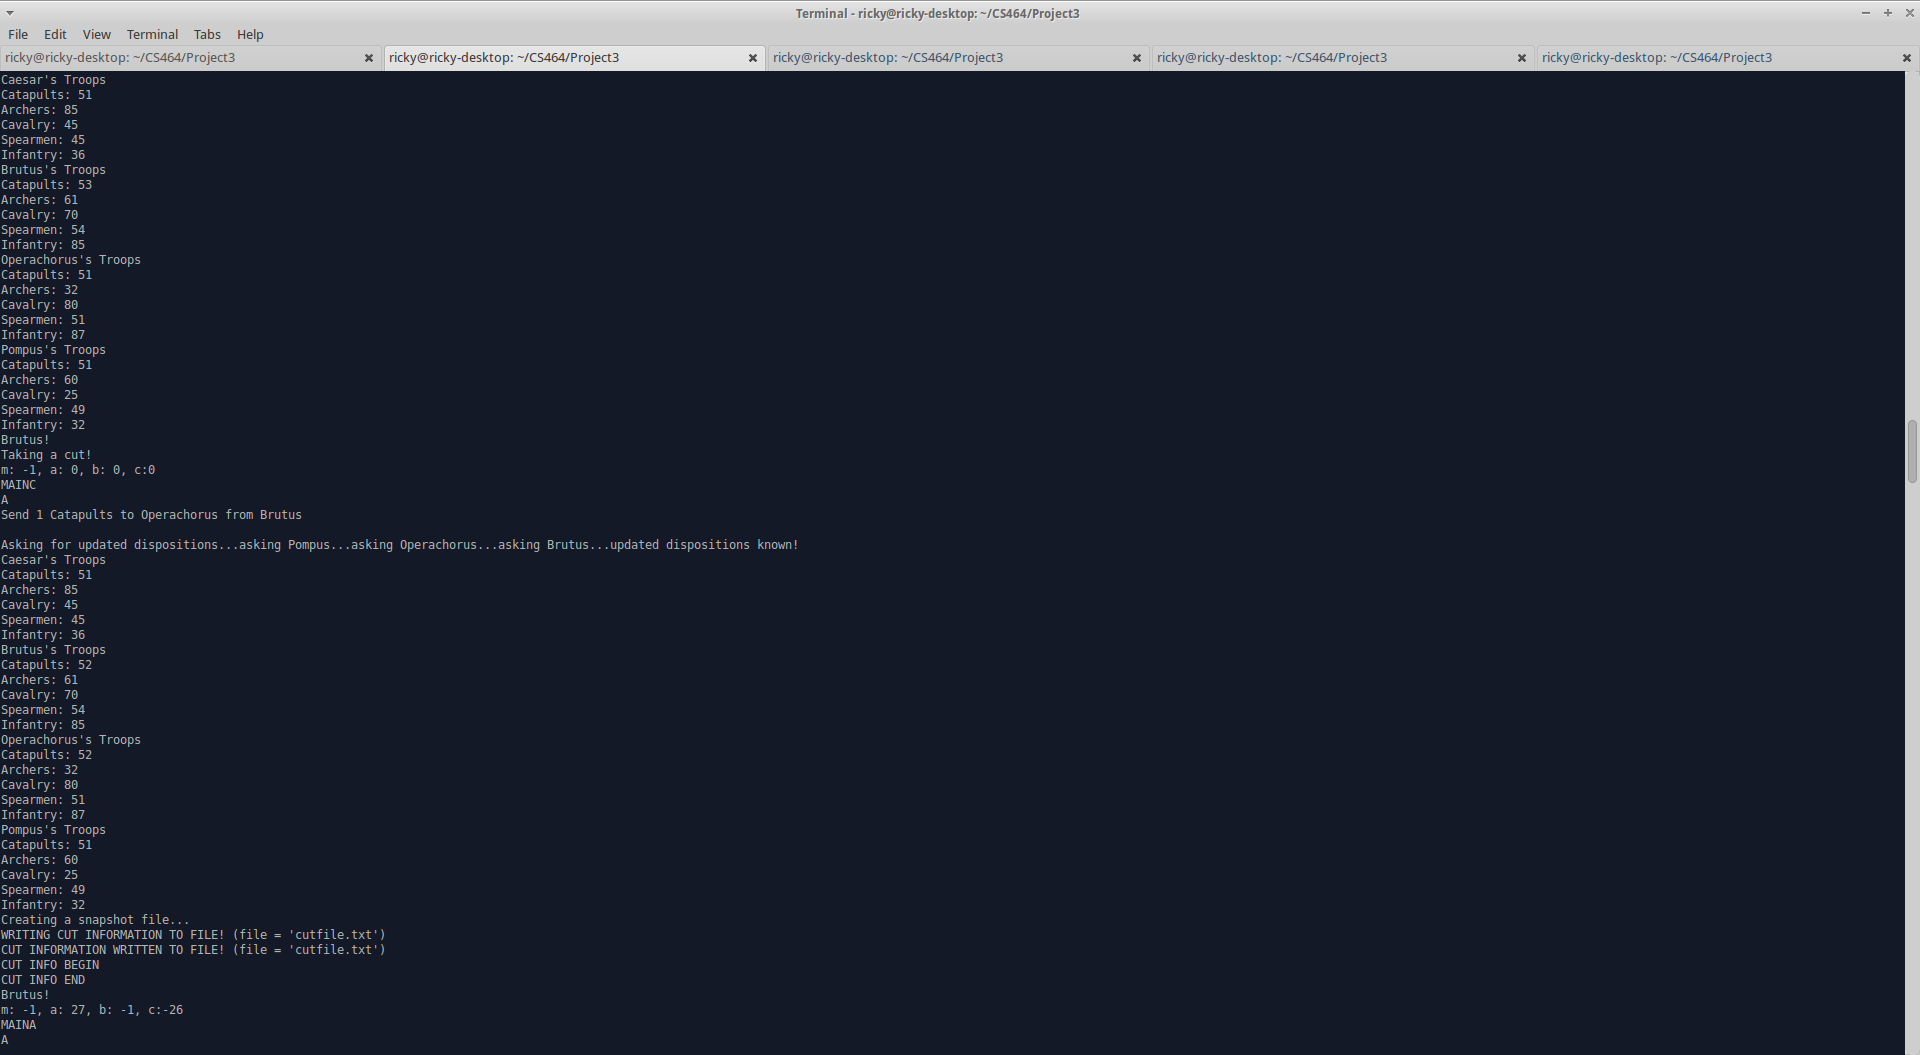 Terminal - ricky@ricky-desktop: ~/CS464/Project3
File Edit View Terminal Tabs Help
ricky@ricky-desktop: ~/CS464/Project3 ricky@ricky-desktop: ~/CS464/Project3 ricky@ricky-desktop: ~/CS464/Project3 ricky@ricky-desktop: ~/CS464/Project3 ricky@ricky-desktop: ~/CS464/Project3
Caesar's Troops
Catapults: 51
Archers: 85
Cavalry: 45
Spearmen: 45
Infantry: 36
Brutus's Troops
Catapults: 53
Archers: 61
Cavalry: 70
Spearmen: 54
Infantry: 85
Operachorus's Troops
Catapults: 51
Archers: 32
Cavalry: 80
Spearmen: 51
Infantry: 87
Pompus's Troops
Catapults: 51
Archers: 60
Cavalry: 25
Spearmen: 49
Infantry: 32
Brutus!
Taking a cut!
m: -1, a: 0, b: 0, c:0
MAINC
A
Send 1 Catapults to Operachorus from Brutus
Asking for updated dispositions...asking Pompus...asking Operachorus...asking Brutus...updated dispositions known!
Caesar's Troops
Catapults: 51
Archers: 85
Cavalry: 45
Spearmen: 45
Infantry: 36
Brutus's Troops
Catapults: 52
Archers: 61
Cavalry: 70
Spearmen: 54
Infantry: 85
Operachorus's Troops
Catapults: 52
Archers: 32
Cavalry: 80
Spearmen: 51
Infantry: 87
Pompus's Troops
Catapults: 51
Archers: 60
Cavalry: 25
Spearmen: 49
Infantry: 32
Creating a snapshot file...
WRITING CUT INFORMATION TO FILE! (file = 'cutfile.txt')
CUT INFORMATION WRITTEN TO FILE! (file = 'cutfile.txt')
CUT INFO BEGIN
CUT INFO END
Brutus!
m: -1, a: 27, b: -1, c:-26
MAINA
A